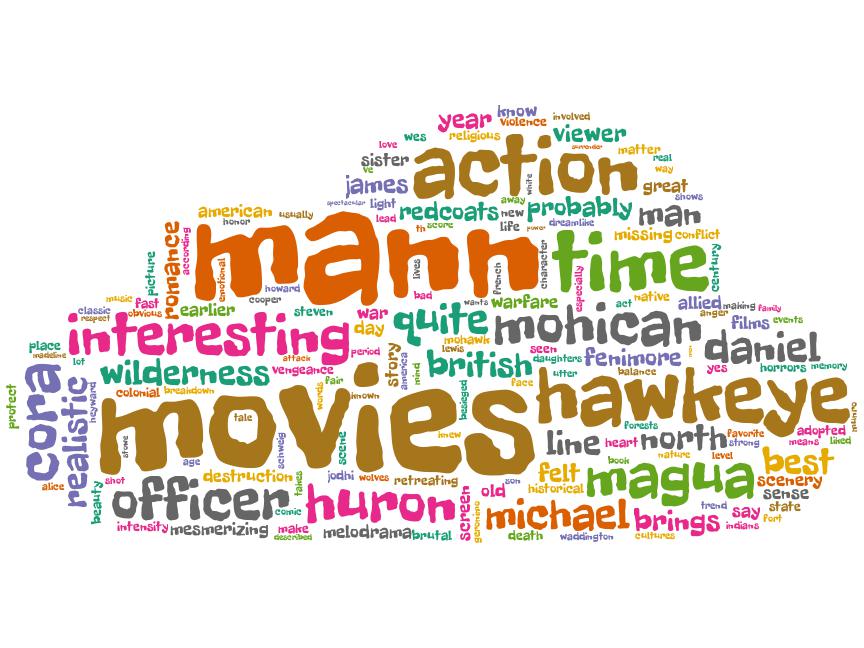 know
year violence involved
wes religious viewer
love surrender matter
sister action real
ve way
james white great
spectacular light away shows
american usually lead redcoats new probably man
honor th score life power dreamlike missing conflict
romance according mann time century
picture emotional lives french character especially
howard bad
music fast cooper wants warfare act native allied making family
classic obvious earlier steven war quite mohican anger films events
respect interesting day mohawk daniel
place period lewis seen
madeline lot attack story america british daughters fenimore yes horrors memory
wilderness vengeance mind utter balance
protect cora realistic heyward colonial breakdown words fair known besieged face hawkeye munro
movies
tale forests
stowe scene knew line heart north favorite adopted
age schweig strong means liked
alice beauty shot destruction takes jodhi wolves retreating son felt book nature level best
officer huron screen old historical magua scenery
comic geronimo sense
intensity mesmerizing make melodrama brutal michael brings trend say state
described death waddington cultures indians fort